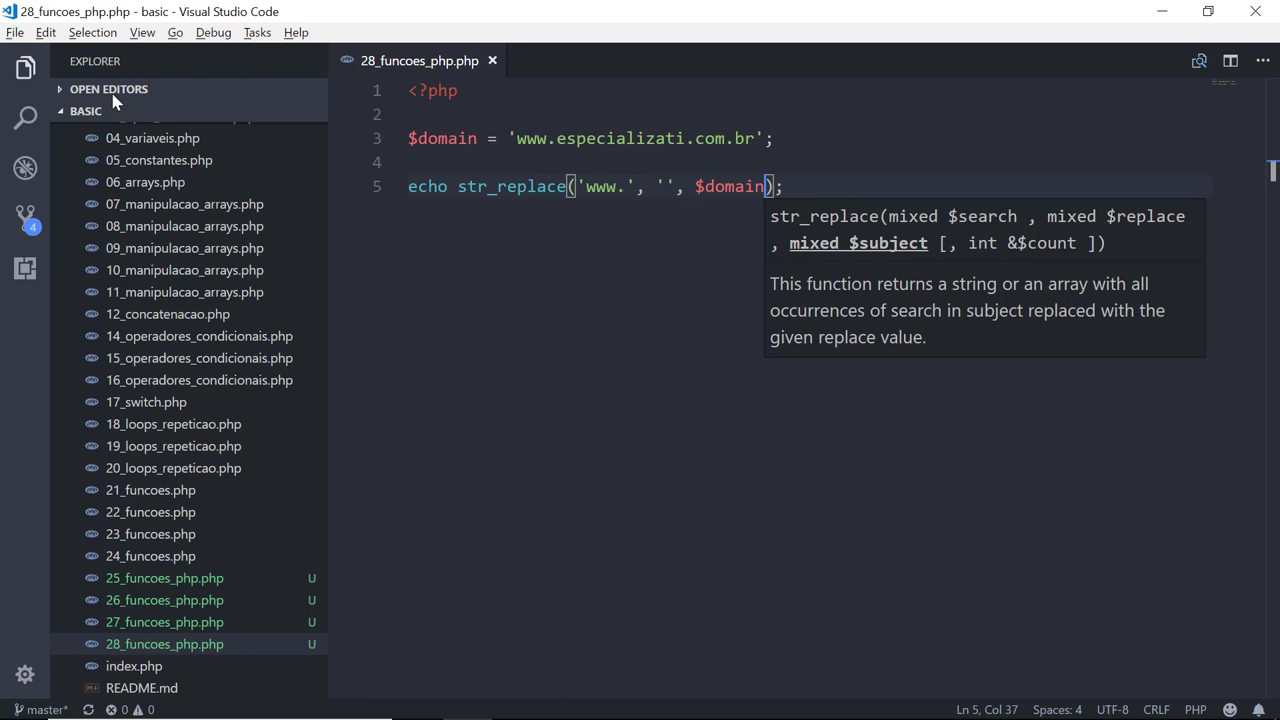 28_funcoes_php.php - basic - Visual Studio Code
File Edit Selection View Go Debug Tasks Help
EXPLORER
OPEN EDITORS
BASIC
04_variaveis.php
05_constantes.php
06_arrays.php
07_manipulacao_arrays.php
08_manipulacao_arrays.php
09_manipulacao_arrays.php
10_manipulacao_arrays.php
11_manipulacao_arrays.php
12_concatenacao.php
14_operadores_condicionais.php
15_operadores_condicionais.php
16_operadores_condicionais.php
17_switch.php
18_loops_repeticao.php
19_loops_repeticao.php
20_loops_repeticao.php
21_funcoes.php
22_funcoes.php
23_funcoes.php
24_funcoes.php
25_funcoes_php.php U
26_funcoes_php.php U
27_funcoes_php.php U
28_funcoes_php.php U
index.php
README.md
4
28_funcoes_php.php
1 <?php
2
3 $domain = 'www.especializati.com.br';
4
5 echo str_replace('www.', '', $domain);
str_replace(mixed $search , mixed $replace
, mixed $subject [, int &$count ])
This function returns a string or an array with all
occurrences of search in subject replaced with the
given replace value.
master* 0 0 Ln 5, Col 37 Spaces: 4 UTF-8 CRLF PHP